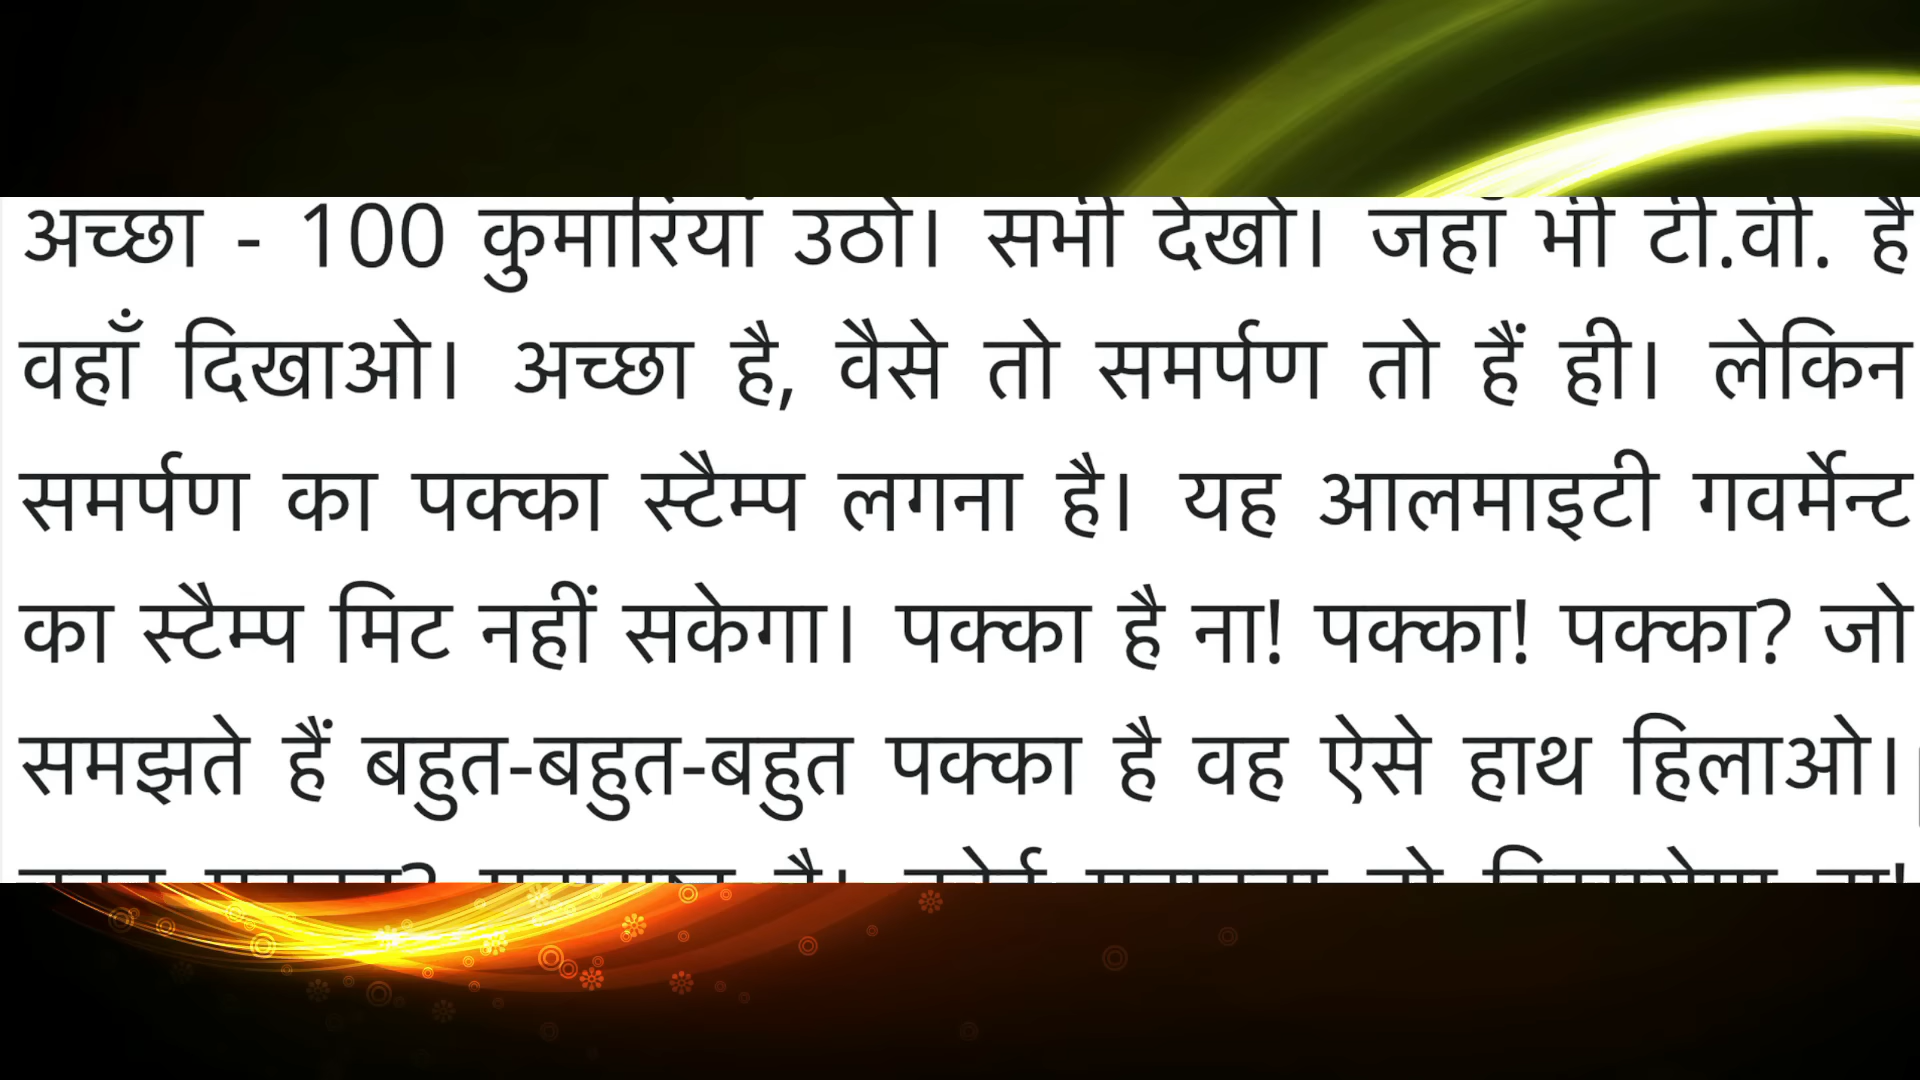 अच्छा - 100 कुमारियां उठो। सभी देखो। जहाँ भी टी.वी. है
वहाँ दिखाओ। अच्छा है, वैसे तो समर्पण तो हैं ही। लेकिन
समर्पण का पक्का स्टैम्प लगना है। यह आलमाइटी गवर्मेन्ट
का स्टैम्प मिट नहीं सकेगा। पक्का है ना! पक्का! पक्का? जो
समझते हैं बहुत-बहुत-बहुत पक्का है वह ऐसे हाथ हिलाओ।